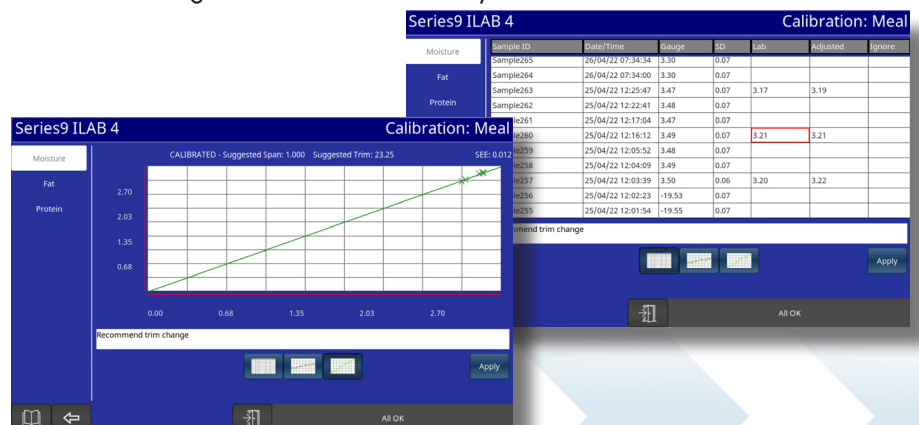 Series9 ILAB 4 Calibration: Meal
Moisture
Fat
Protein
Sample ID Date/Time Gauge SD Lab Adjusted Ignore
Sample265 26/04/22 07:34:34 3.30 0.07
Sample264 26/04/22 07:34:00 3.30 0.07
Sample263 25/04/22 12:25:47 3.47 0.07 3.17 3.19
Sample262 25/04/22 12:22:41 3.48 0.07
ple261 25/04/22 12:17:04 3.47 0.07
le260 25/04/22 12:16:12 3.49 0.07 3.21 3.21
le259 25/04/22 12:05:52 3.48 0.07
le258 25/04/22 12:04:09 3.49 0.07
le257 25/04/22 12:03:39 3.50 0.06 3.20 3.22
le256 25/04/22 12:02:23 -19.53 0.07
le255 25/04/22 12:01:54 -19.55 0.07
mend trim change
Apply
All OK
Series9 ILAB 4 Calibration: Meal
Moisture
Fat
Protein
CALIBRATED - Suggested Span: 1.000 Suggested Trim: 23.25 SEE: 0.012
2.70
2.03
1.35
0.68
0.00 0.68 1.35 2.03 2.70
Recommend trim change
Apply
All OK